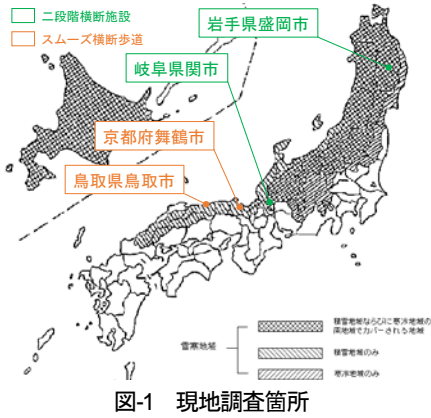 二段階横断施設
スムーズ横断歩道
岩手県盛岡市
岐阜県関市
京都府舞鶴市
鳥取県鳥取市
雪寒地域
積雪地域ならびに寒冷地域の
両地域でカバーされる地域
積雪地域のみ
寒冷地域のみ
図-1 現地調査箇所